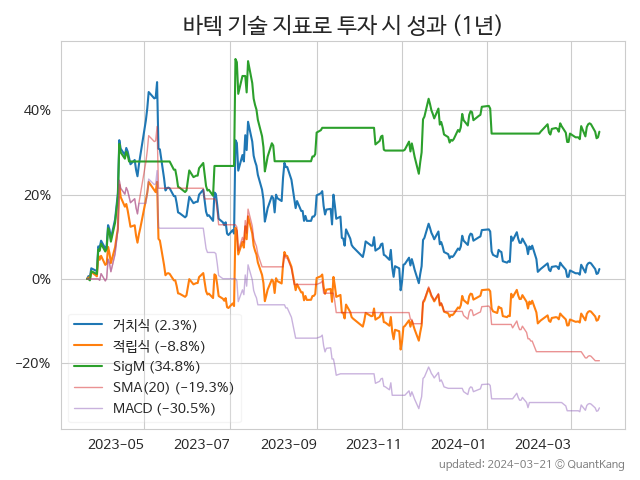 바텍 기술 지표로 투자 시 성과 (1년)
40%
20%
0%
−20%
거치식 (2.3%)
적립식 (−8.8%)
SigM (34.8%)
SMA(20) (−19.3%)
MACD (−30.5%)
2023−05 2023−07 2023−09 2023−11 2024−01 2024−03
updated: 2024-03-21 © QuantKang